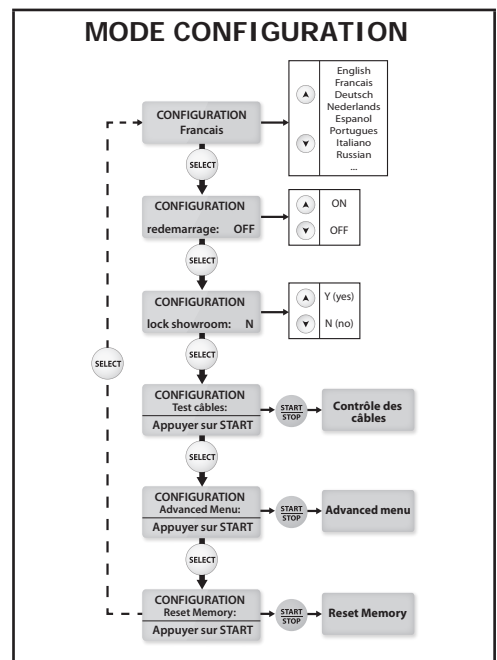 MODE CONFIGURATION
CONFIGURATION
Francais
English
Francais
Deutsch
Nederlands
Espanol
Portugues
Italiano
Russian
...
SELECT
CONFIGURATION
redemarrage: OFF
ON
OFF
SELECT
CONFIGURATION
lock showroom: N
Y (yes)
N (no)
SELECT
SELECT
CONFIGURATION
Test câbles:
Appuyer sur START
START
STOP
Contrôle des
câbles
SELECT
CONFIGURATION
Advanced Menu:
Appuyer sur START
START
STOP
Advanced menu
SELECT
CONFIGURATION
Reset Memory:
Appuyer sur START
START
STOP
Reset Memory